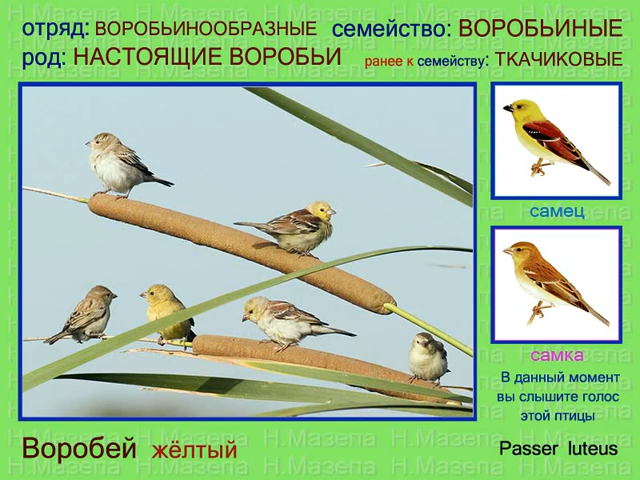 отряд: ВОРОБЬИНООБРАЗНЫЕ семейство: ВОРОБЬИНЫЕ
род: НАСТОЯЩИЕ ВОРОБЬИ ранее к семейству: ТКАЧИКОВЫЕ
самец
самка
В данный момент
вы слышите голос
этой птицы
Воробей жёлтый Passer luteus
Н.Мазепа